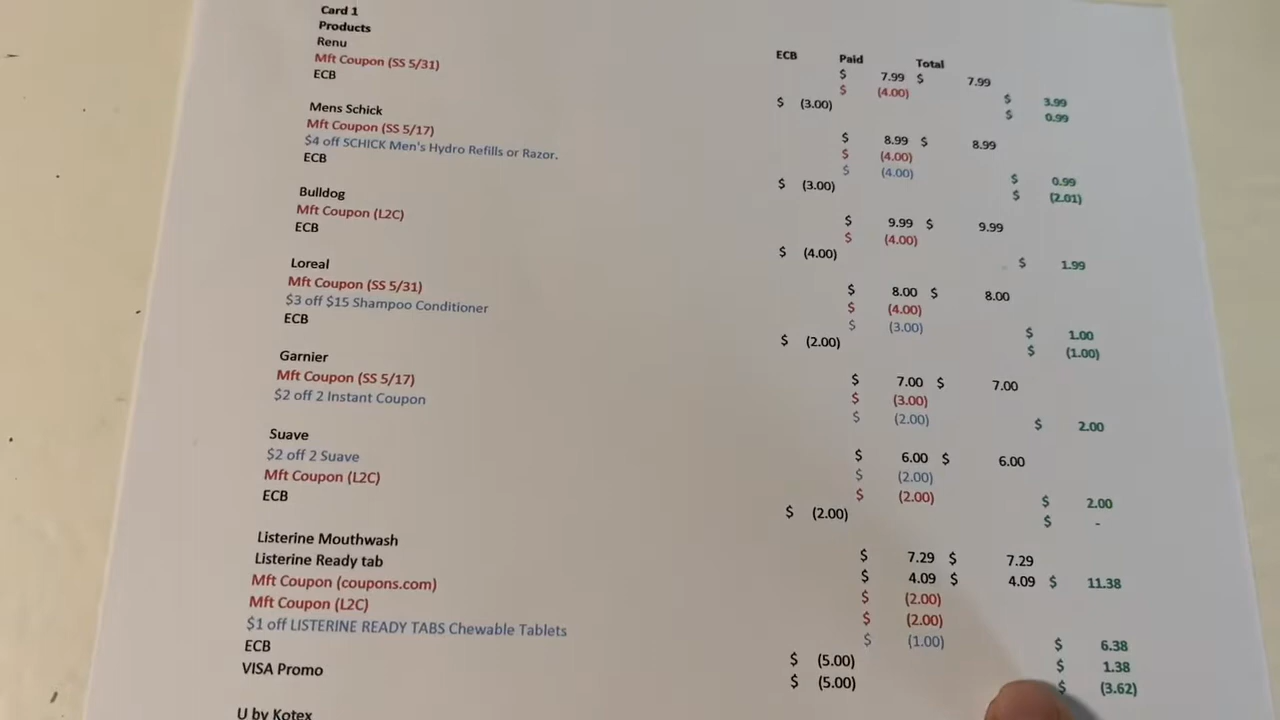 Card 1
Products ECB Paid Total
Renu $ 7.99 $ 7.99
Mft Coupon (SS 5/31) $ (4.00) $ 3.99
ECB $ (3.00) $ 0.99
Mens Schick $ 8.99 $ 8.99
Mft Coupon (SS 5/17) $ (4.00)
$4 off SCHICK Men's Hydro Refills or Razor. $ (4.00) $ 0.99
ECB $ (3.00) $ (2.01)
Bulldog $ 9.99 $ 9.99
Mft Coupon (L2C) $ (4.00)
ECB $ (4.00) $ 1.99
Loreal $ 8.00 $ 8.00
Mft Coupon (SS 5/31) $ (4.00)
$3 off $15 Shampoo Conditioner $ (3.00) $ 1.00
ECB $ (2.00) $ (1.00)
Garnier $ 7.00 $ 7.00
Mft Coupon (SS 5/17) $ (3.00)
$2 off 2 Instant Coupon $ (2.00) $ 2.00
Suave $ 6.00 $ 6.00
$2 off 2 Suave $ (2.00)
Mft Coupon (L2C) $ (2.00) $ 2.00
ECB $ (2.00) $ -
Listerine Mouthwash $ 7.29 $ 7.29
Listerine Ready tab $ 4.09 $ 4.09 $ 11.38
Mft Coupon (coupons.com) $ (2.00)
Mft Coupon (L2C) $ (2.00)
$1 off LISTERINE READY TABS Chewable Tablets $ (1.00) $ 6.38
ECB $ (5.00) $ 1.38
VISA Promo $ (5.00) $ (3.62)
U by Kotex